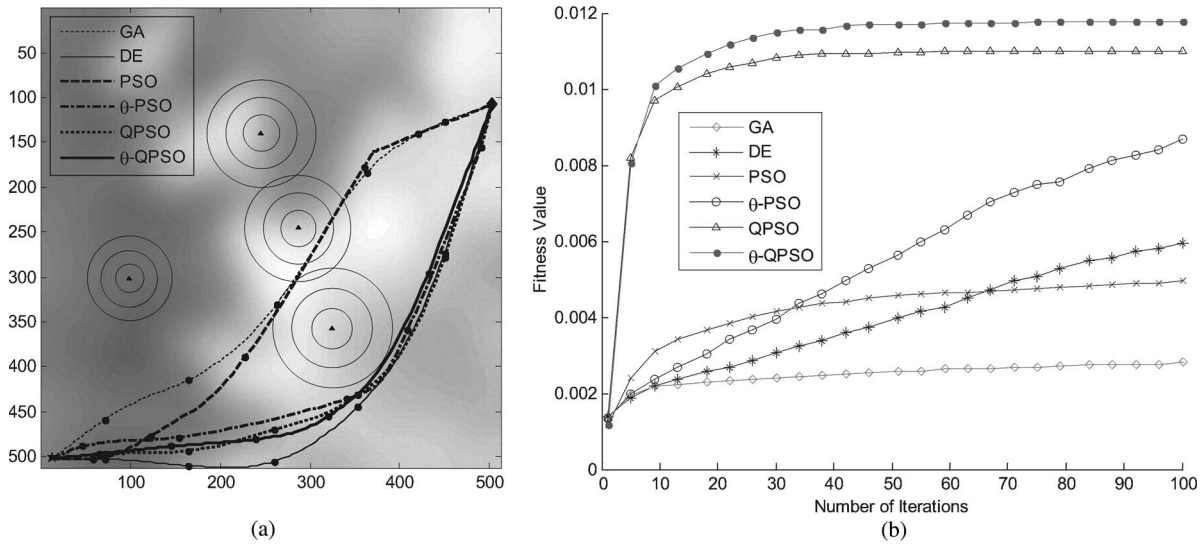 0
50
100
150
200
250
300
350
400
450
500
100
200
300
400
500
GA
DE
PSO
θ-PSO
QPSO
θ-QPSO
(a)
0.012
0.01
0.008
0.006
0.004
0.002
0
Fitness Value
GA
DE
PSO
θ-PSO
QPSO
θ-QPSO
0
10
20
30
40
50
60
70
80
90
100
Number of Iterations
(b)